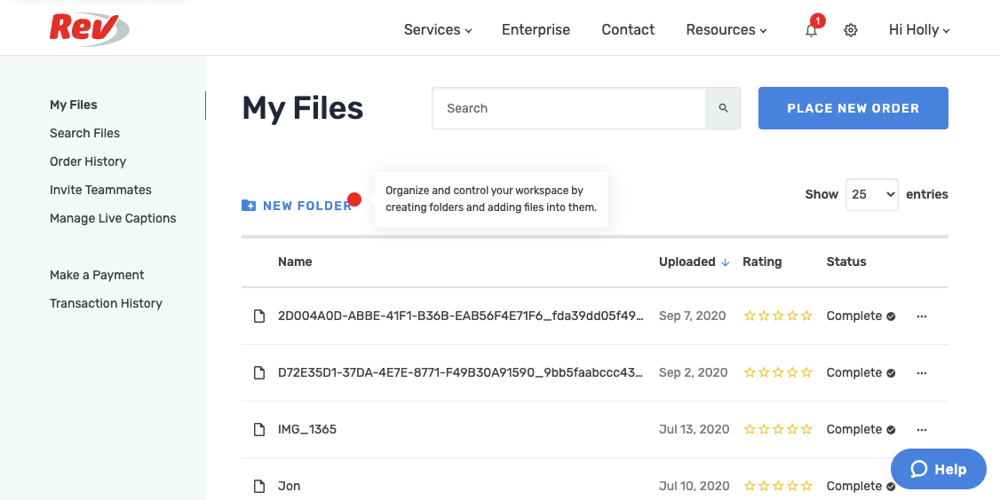 Rev
Services
Enterprise
Contact
Resources
1
Hi Holly
My Files
Search Files
Order History
Invite Teammates
Manage Live Captions
Make a Payment
Transaction History
My Files
Search
PLACE NEW ORDER
NEW FOLDER
Organize and control your workspace by
creating folders and adding files into them.
Show 25 entries
Name Uploaded Rating Status
2D004A0D-ABBE-41F1-B36B-EAB56F4E71F6_fda39dd05f49... Sep 7, 2020 Complete
D72E35D1-37DA-4E7E-8771-F49B30A91590_9bb5faabccc43... Sep 2, 2020 Complete
IMG_1365 Jul 13, 2020 Complete
Jon Jul 10, 2020 Complete
Help